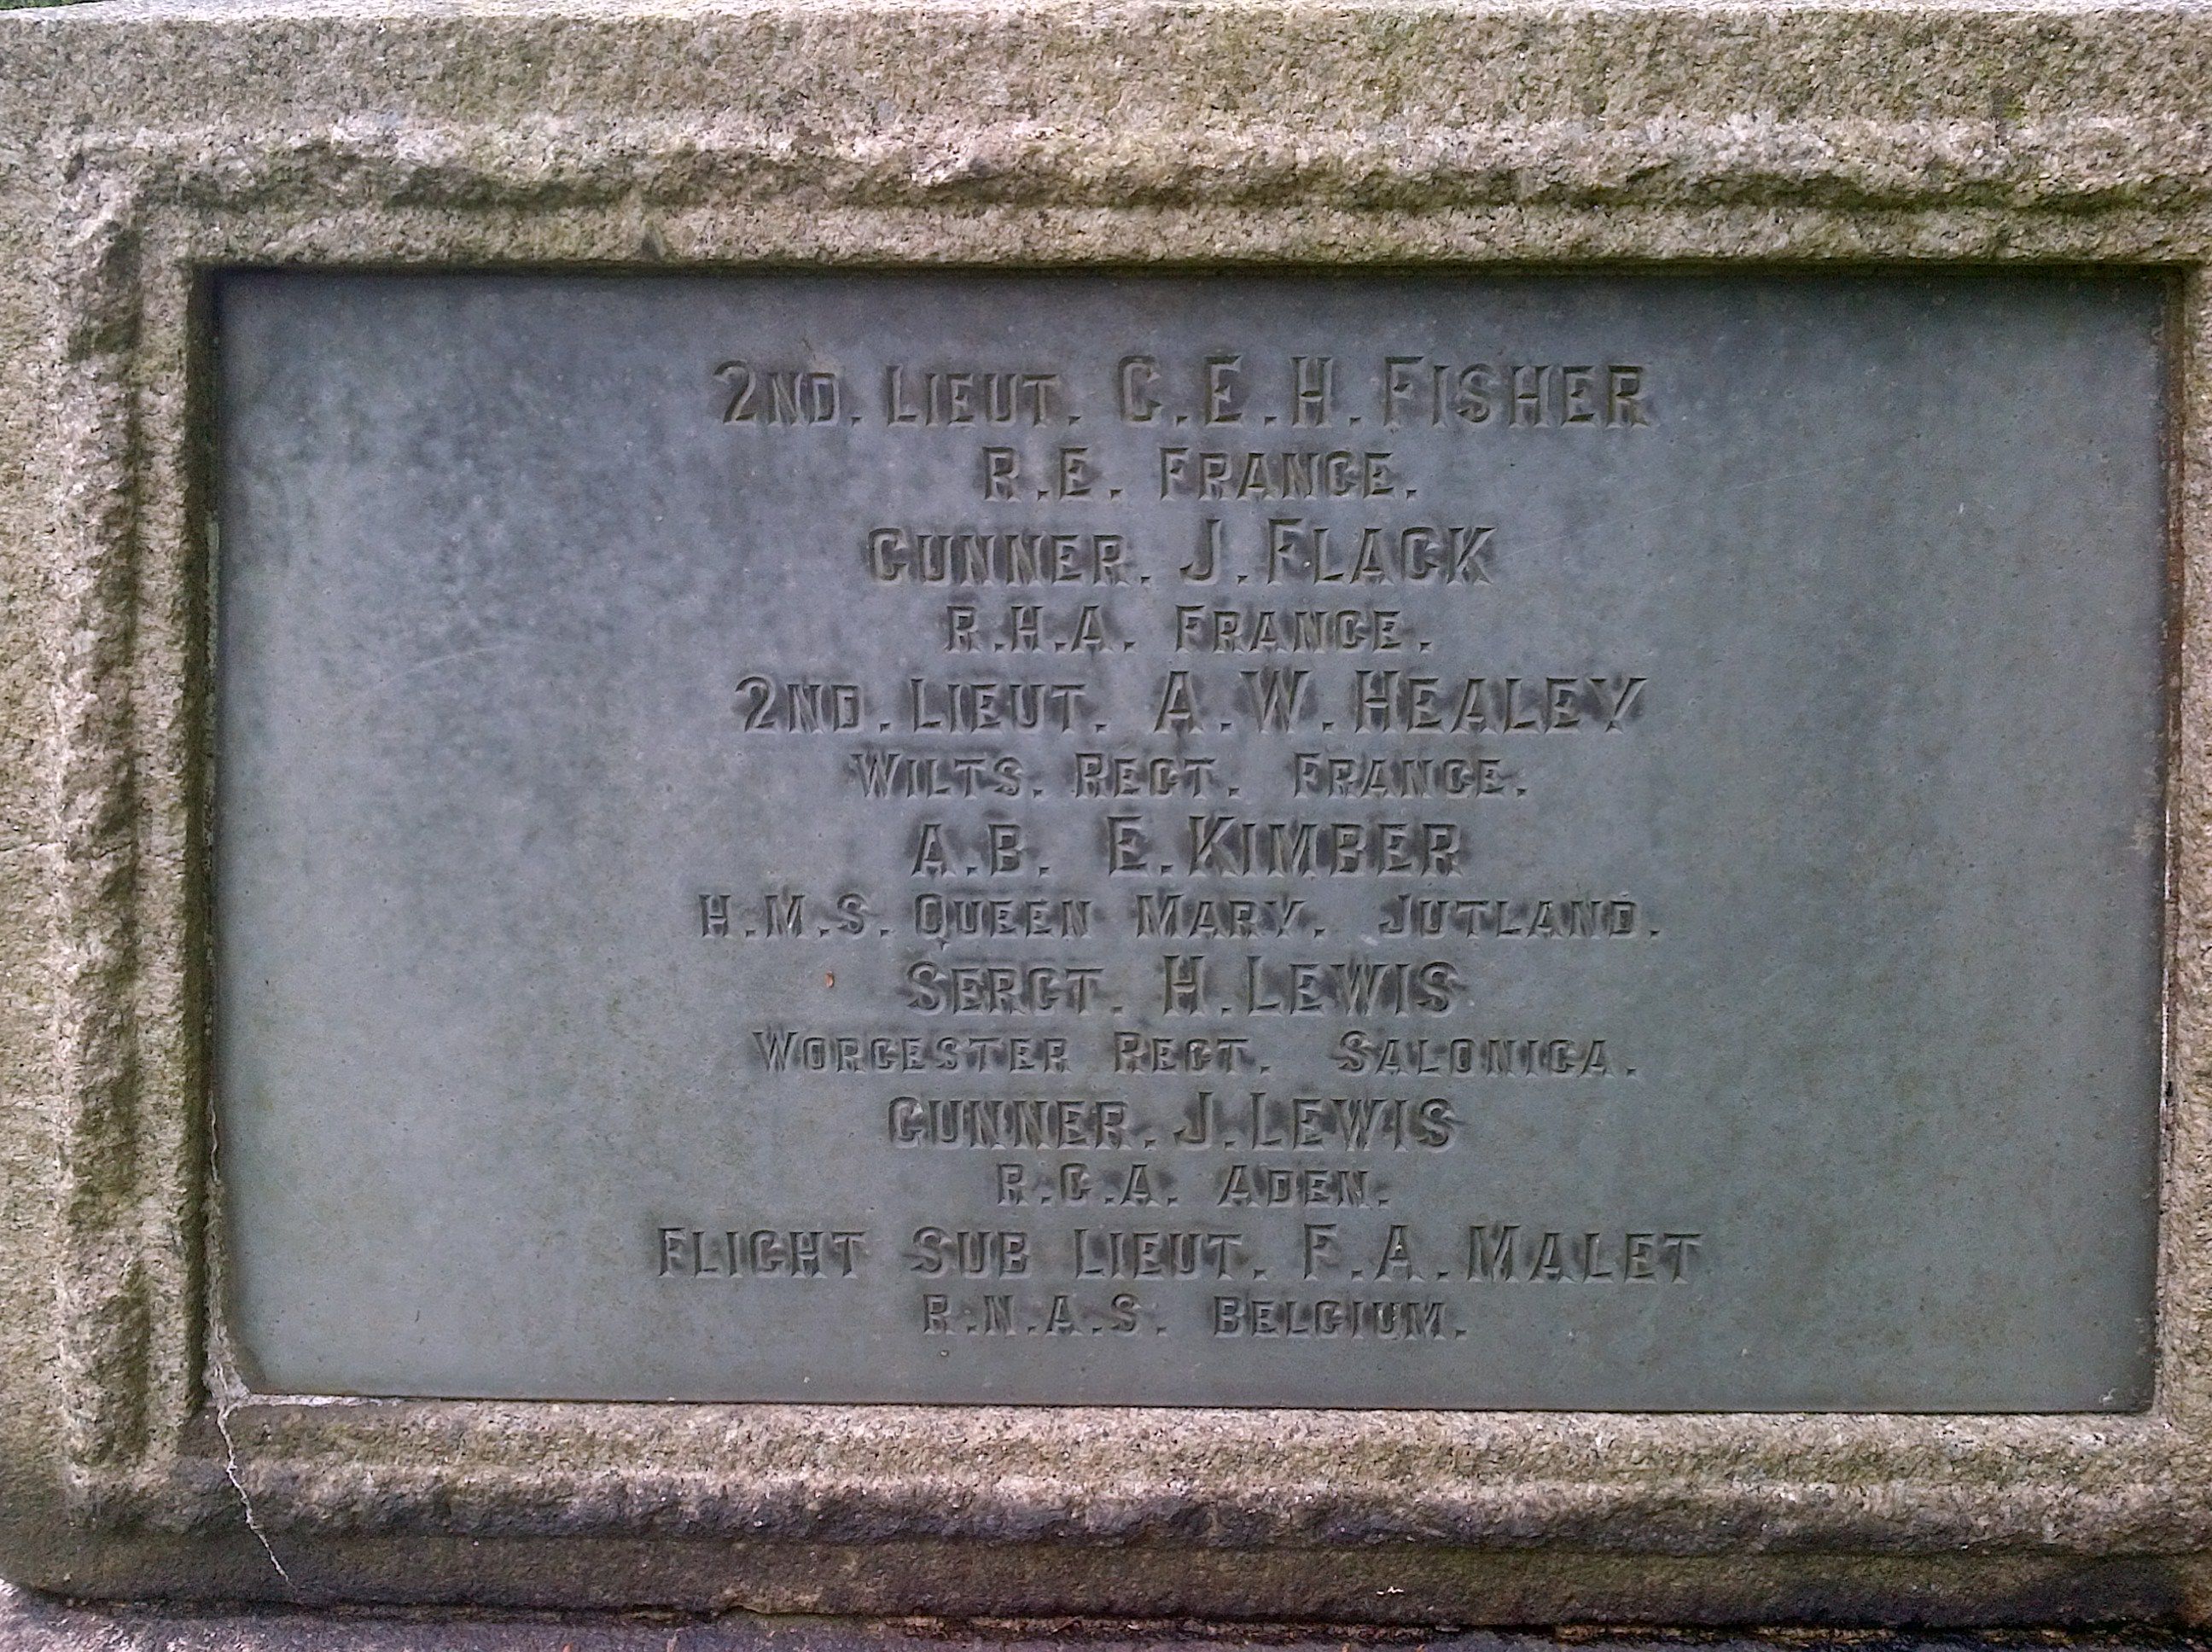 2ND. LIEUT. C.E.H. FISHER
R.E. FRANCE.
GUNNER. J. FLACK
R.H.A. FRANCE.
2ND. LIEUT. A.W. HEALEY
WILTS. REGT. FRANCE.
A.B. E. KIMBER
H.M.S. QUEEN MARY. JUTLAND.
SERGT. H. LEWIS
WORCESTER REGT. SALONICA.
GUNNER. J. LEWIS
R.G.A. ADEN.
FLIGHT SUB LIEUT. F.A. MALET
R.N.A.S. BELGIUM.